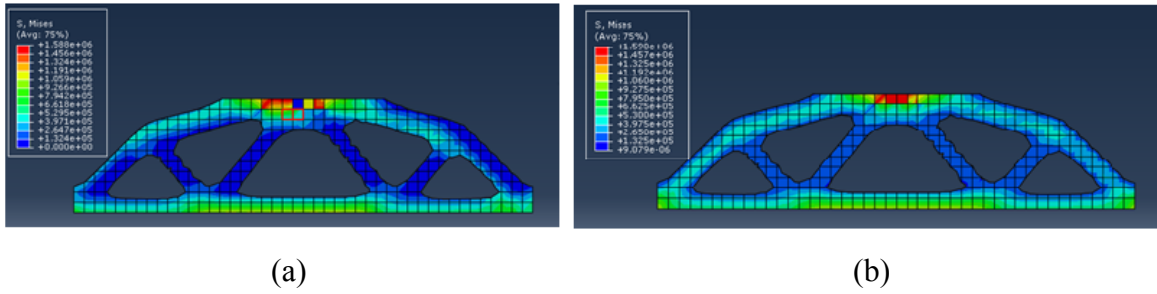 S, Mises
(Avg: 75%)
+1.588e+06
+1.456e+06
+1.324e+06
+1.191e+06
+1.059e+06
+9.266e+05
+7.942e+05
+6.618e+05
+5.295e+05
+3.971e+05
+2.647e+05
+1.324e+05
+0.000e+00
S, Mises
(Avg: 75%)
+1.590e+06
+1.457e+06
+1.325e+06
+1.192e+06
+1.060e+06
+9.275e+05
+7.950e+05
+6.625e+05
+5.300e+05
+3.975e+05
+2.650e+05
+1.325e+05
+9.079e-06
(a)
(b)